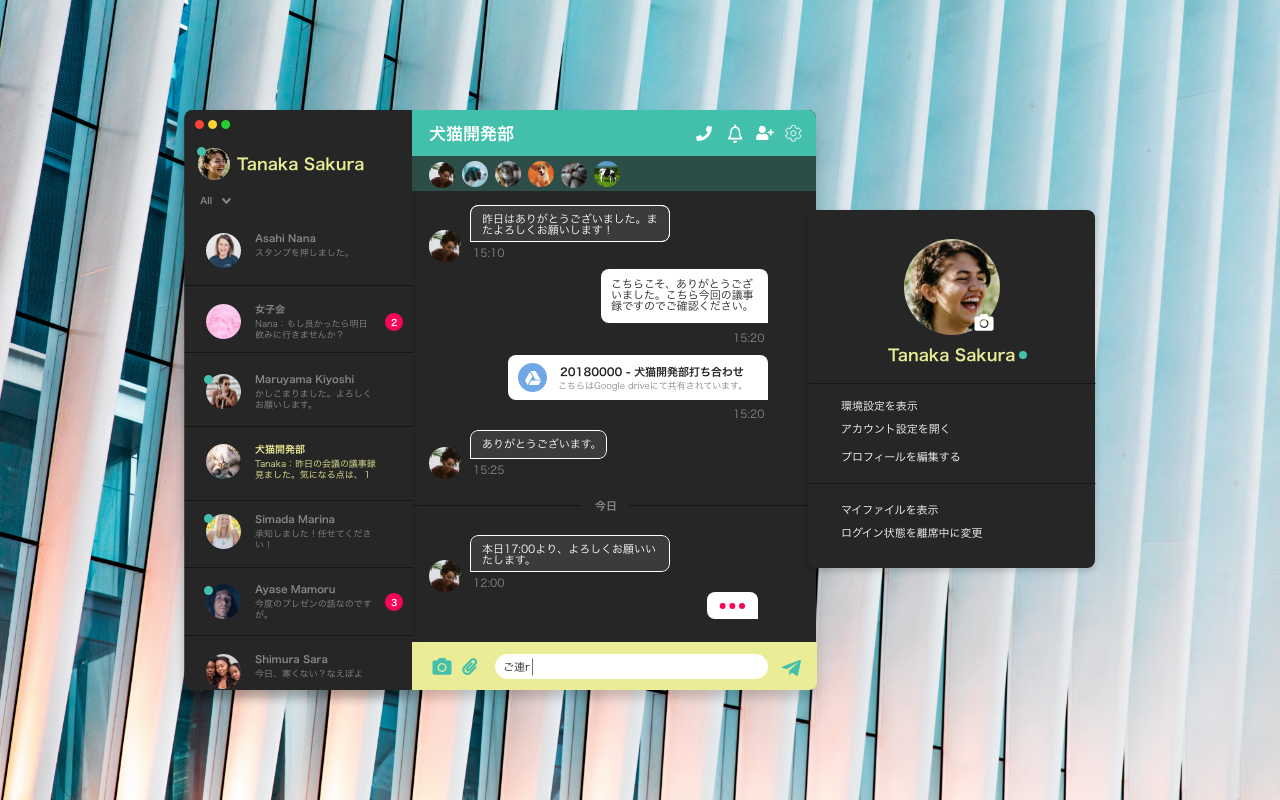 Tanaka Sakura
All
Asahi Nana
スタンプを押しました。
女子会
Nana：もし良かったら明日
飲みに行きませんか？
2
Maruyama Kiyoshi
かしこまりました。よろしく
お願いします。
犬猫開発部
Tanaka：昨日の会議の議事録
見ました。気になる点は、 1
Simada Marina
承知しました！任せてくださ
い！
Ayase Mamoru
今度のプレゼンの話なのです
が。
3
Shimura Sara
今日、寒くない？なえぽよ
犬猫開発部
昨日はありがとうございました。ま
たよろしくお願いします！
15:10
こちらこそ、ありがとうござ
いました。こちら今回の議事
録ですのでご確認ください。
15:20
20180000 - 犬猫開発部打ち合わせ
こちらはGoogle driveにて共有されています。
15:20
ありがとうございます。
15:25
今日
本日17:00より、よろしくお願いい
たします。
12:00
ご連r
Tanaka Sakura
環境設定を表示
アカウント設定を開く
プロフィールを編集する
マイファイルを表示
ログイン状態を離席中に変更